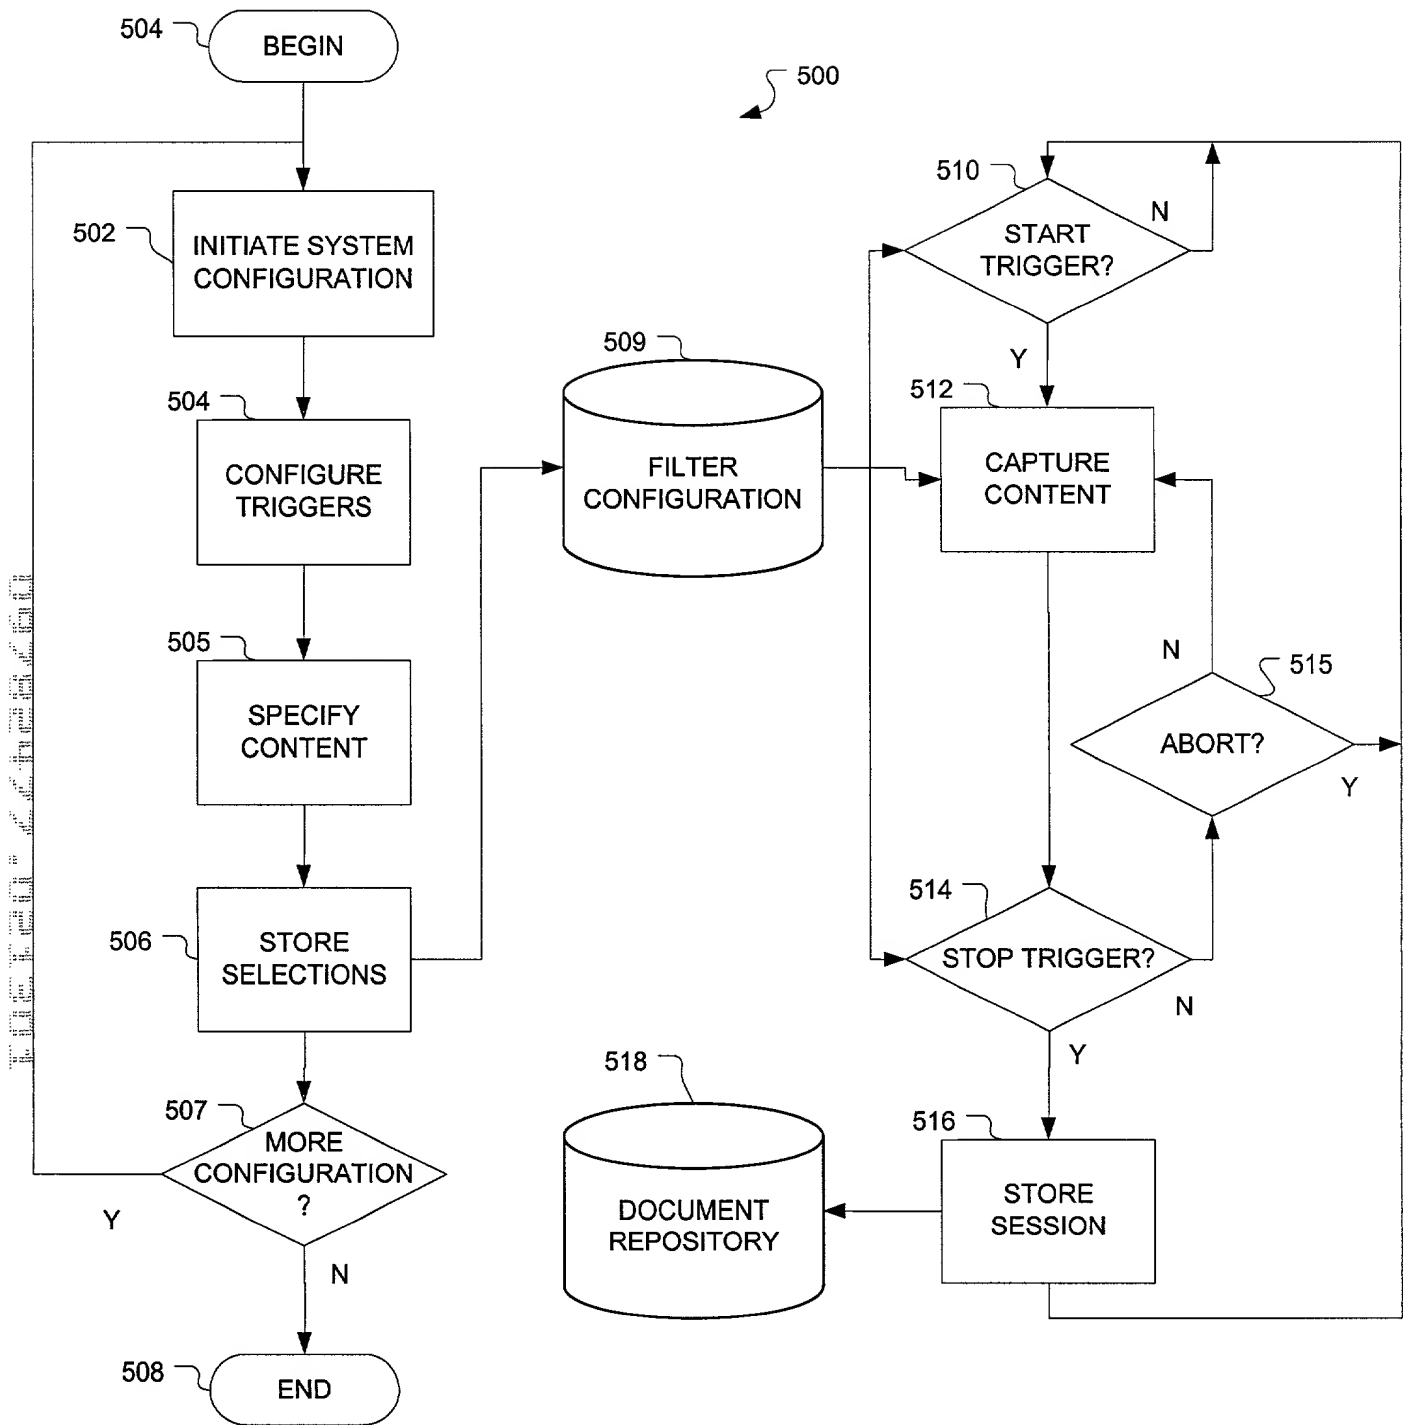 504
BEGIN
500
502
INITIATE SYSTEM
CONFIGURATION
504
CONFIGURE
TRIGGERS
505
SPECIFY
CONTENT
506
STORE
SELECTIONS
507
MORE
CONFIGURATION
?
Y
N
508
END
509
FILTER
CONFIGURATION
510
START
TRIGGER?
N
Y
512
CAPTURE
CONTENT
N
515
ABORT?
Y
514
STOP TRIGGER?
N
Y
516
STORE
SESSION
518
DOCUMENT
REPOSITORY